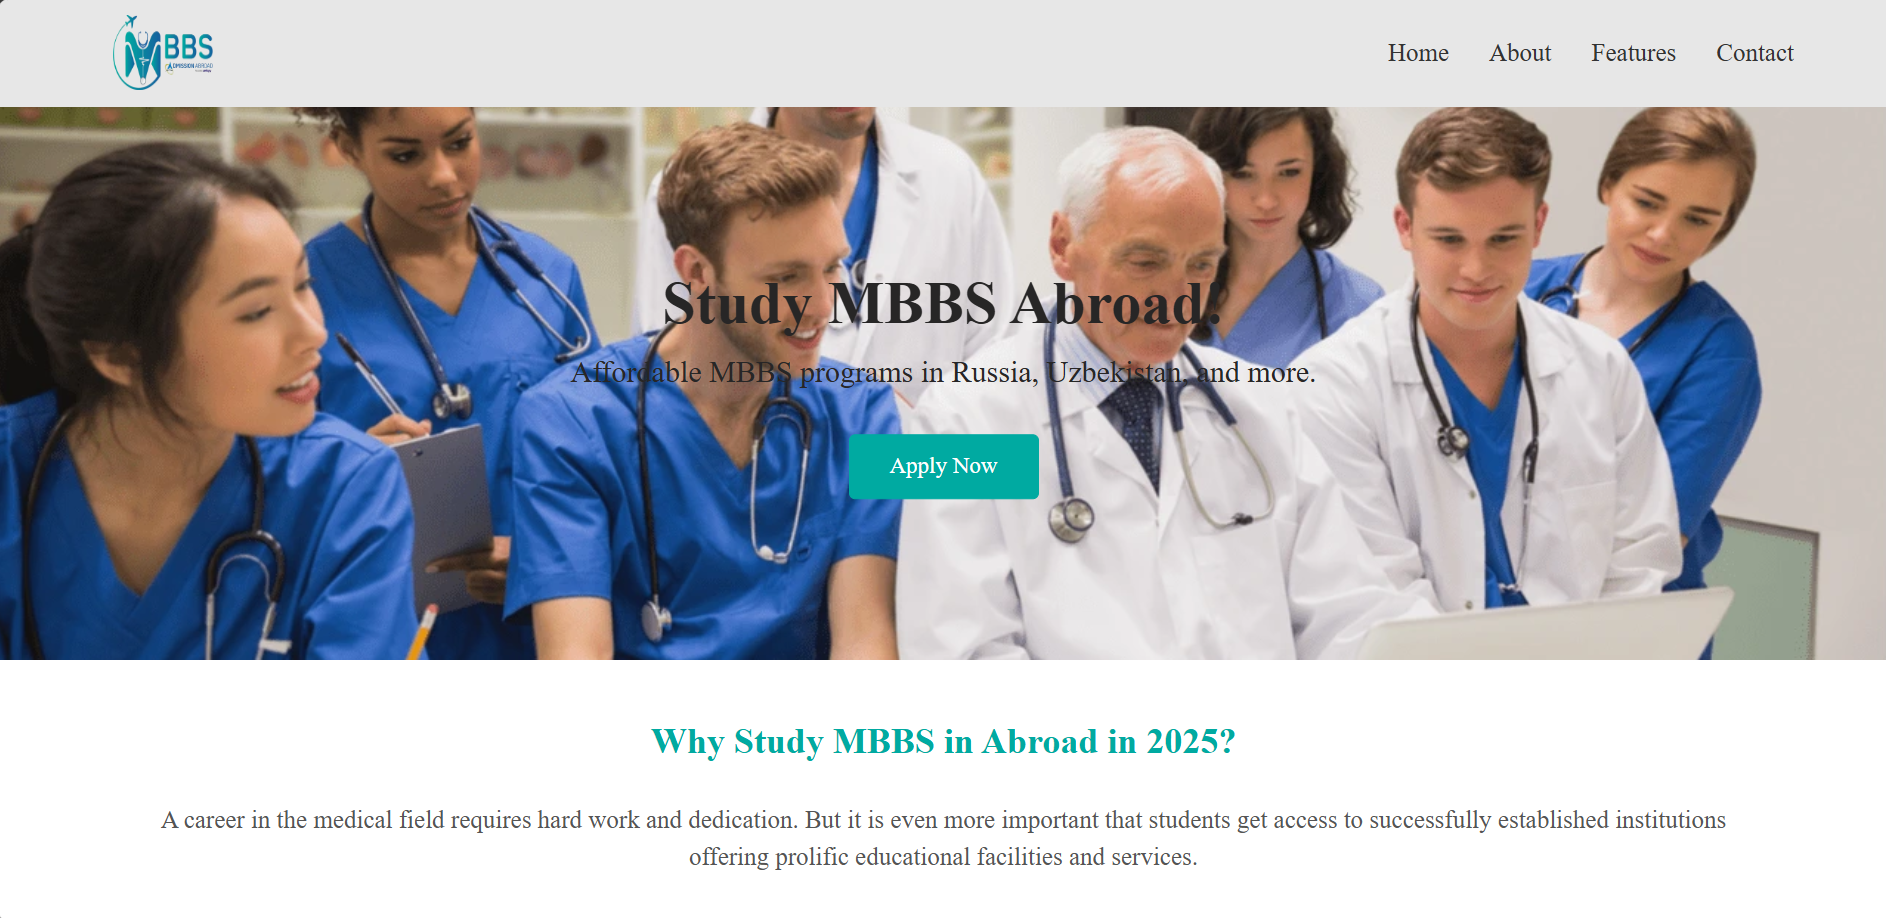 MBBS
ADMISSION ABROAD
Home
About
Features
Contact
Study MBBS Abroad!
Affordable MBBS programs in Russia, Uzbekistan, and more.
Apply Now
Why Study MBBS in Abroad in 2025?
A career in the medical field requires hard work and dedication. But it is even more important that students get access to successfully established institutions
offering prolific educational facilities and services.